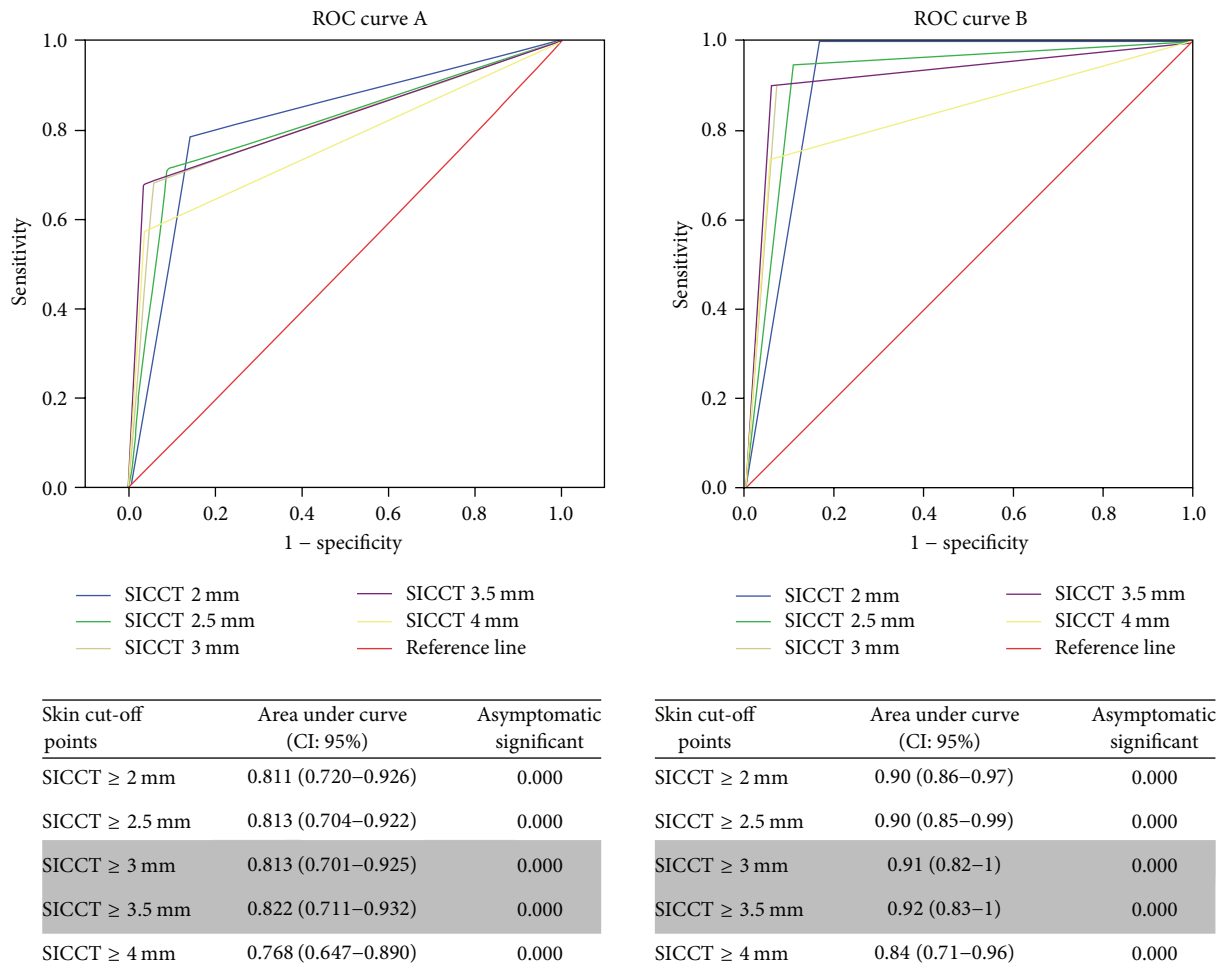 ROC curve A
1.0
0.8
0.6
0.4
0.2
0.0
Sensitivity
0.0 0.2 0.4 0.6 0.8 1.0
1 − specificity
SICCT 2 mm
SICCT 2.5 mm
SICCT 3 mm
SICCT 3.5 mm
SICCT 4 mm
Reference line
Skin cut-off points Area under curve (CI: 95%) Asymptomatic significant
SICCT ≥ 2 mm 0.811 (0.720–0.926) 0.000
SICCT ≥ 2.5 mm 0.813 (0.704–0.922) 0.000
SICCT ≥ 3 mm 0.813 (0.701–0.925) 0.000
SICCT ≥ 3.5 mm 0.822 (0.711–0.932) 0.000
SICCT ≥ 4 mm 0.768 (0.647–0.890) 0.000
ROC curve B
1.0
0.8
0.6
0.4
0.2
0.0
Sensitivity
0.0 0.2 0.4 0.6 0.8 1.0
1 − specificity
SICCT 2 mm
SICCT 2.5 mm
SICCT 3 mm
SICCT 3.5 mm
SICCT 4 mm
Reference line
Skin cut-off points Area under curve (CI: 95%) Asymptomatic significant
SICCT ≥ 2 mm 0.90 (0.86–0.97) 0.000
SICCT ≥ 2.5 mm 0.90 (0.85–0.99) 0.000
SICCT ≥ 3 mm 0.91 (0.82–1) 0.000
SICCT ≥ 3.5 mm 0.92 (0.83–1) 0.000
SICCT ≥ 4 mm 0.84 (0.71–0.96) 0.000